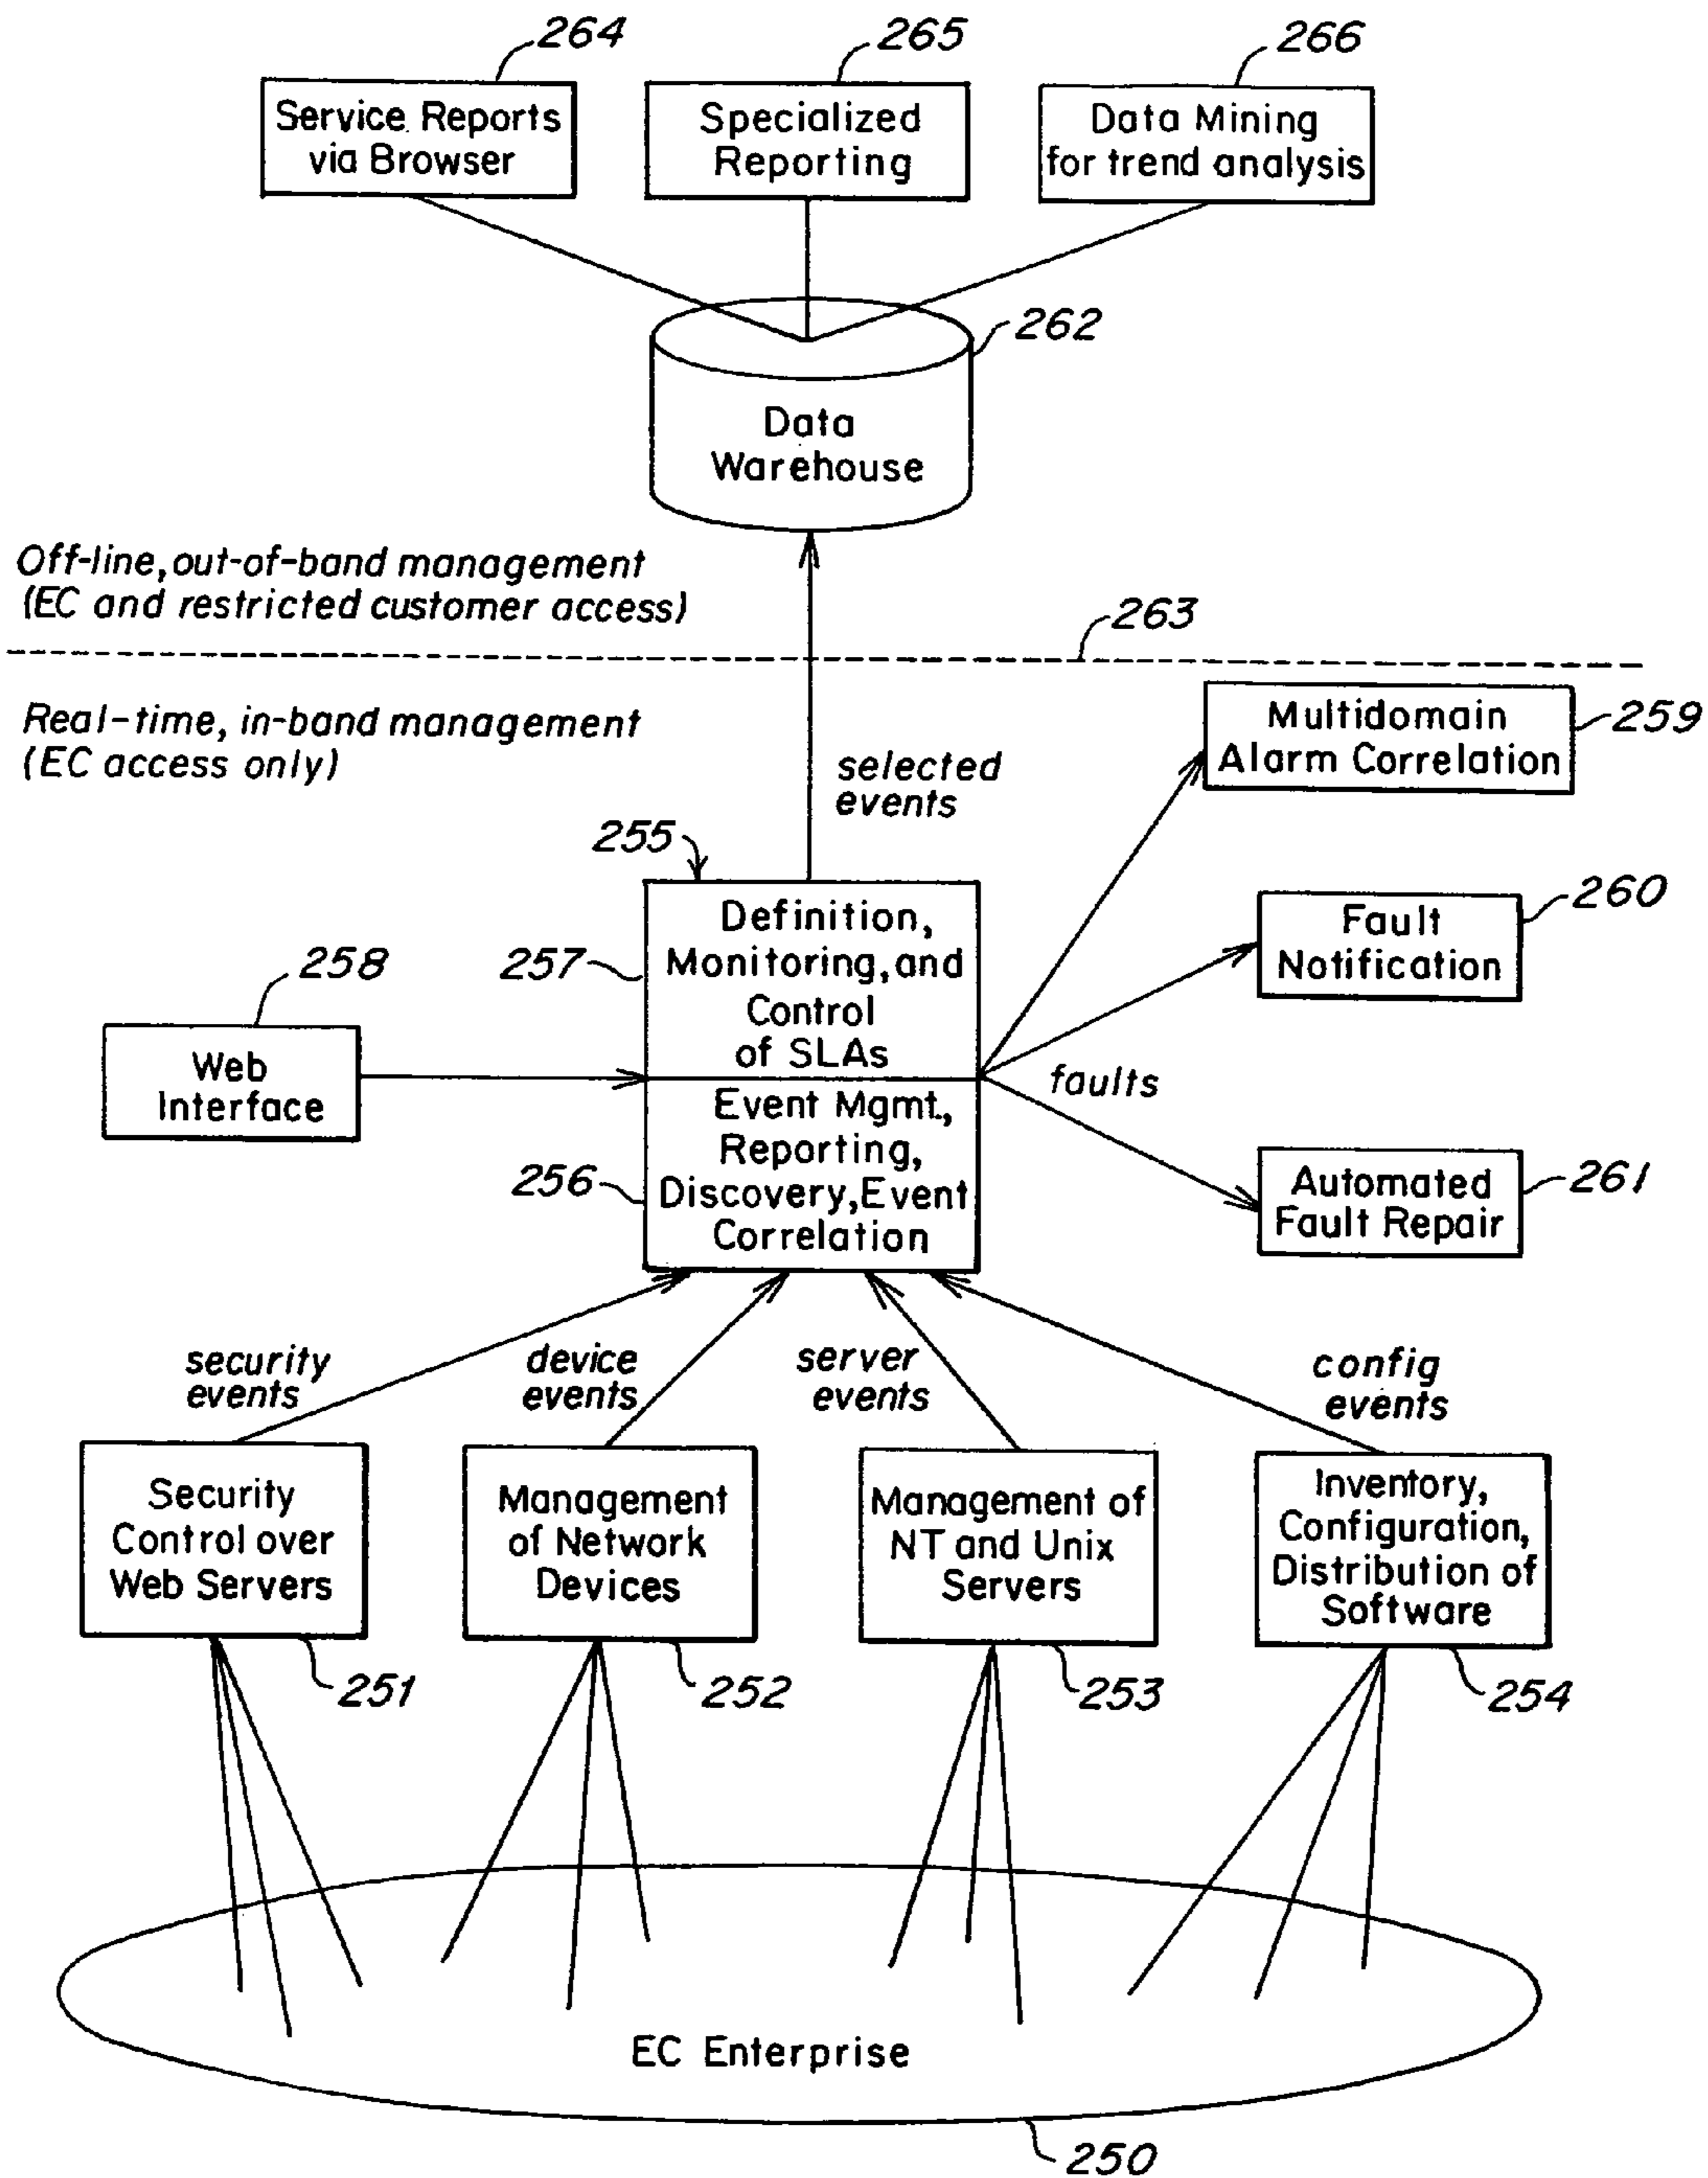 264
265
266
Service Reports
via Browser
Specialized
Reporting
Data Mining
for trend analysis
262
Data
Warehouse
Off-line, out-of-band management
(EC and restricted customer access)
263
Real-time, in-band management
(EC access only)
selected
events
Multidomain
Alarm Correlation
259
255
257
Definition,
Monitoring, and
Control
of SLAs
Fault
Notification
260
258
Web
Interface
faults
256
Event Mgmt.,
Reporting,
Discovery, Event
Correlation
Automated
Fault Repair
261
security
events
device
events
server
events
config
events
Security
Control over
Web Servers
Management
of Network
Devices
Management of
NT and Unix
Servers
Inventory,
Configuration,
Distribution of
Software
251
252
253
254
EC Enterprise
250